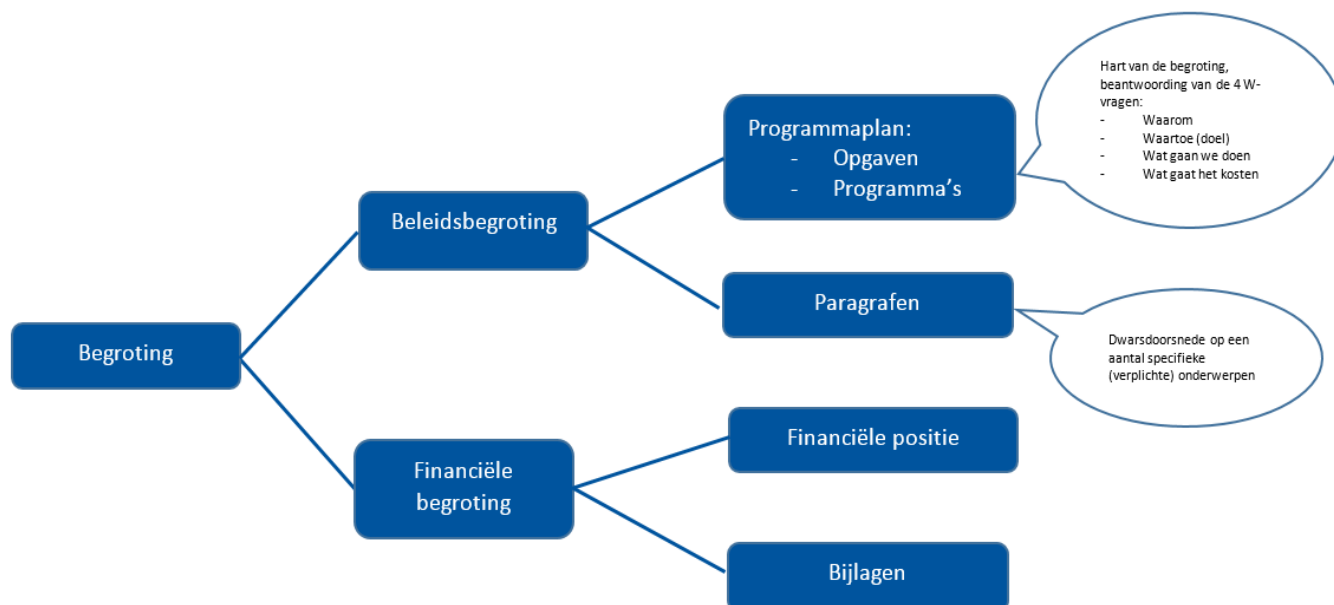 Begroting
Beleidsbegroting
Programmaplan:
- Opgaven
- Programma's
Hart van de begroting,
beantwoording van de 4 W-
vragen:
- Waarom
- Waartoe (doel)
- Wat gaan we doen
- Wat gaat het kosten
Paragrafen
Dwarsdoorsnede op een
aantal specifieke
(verplichte) onderwerpen
Financiële
begroting
Financiële positie
Bijlagen